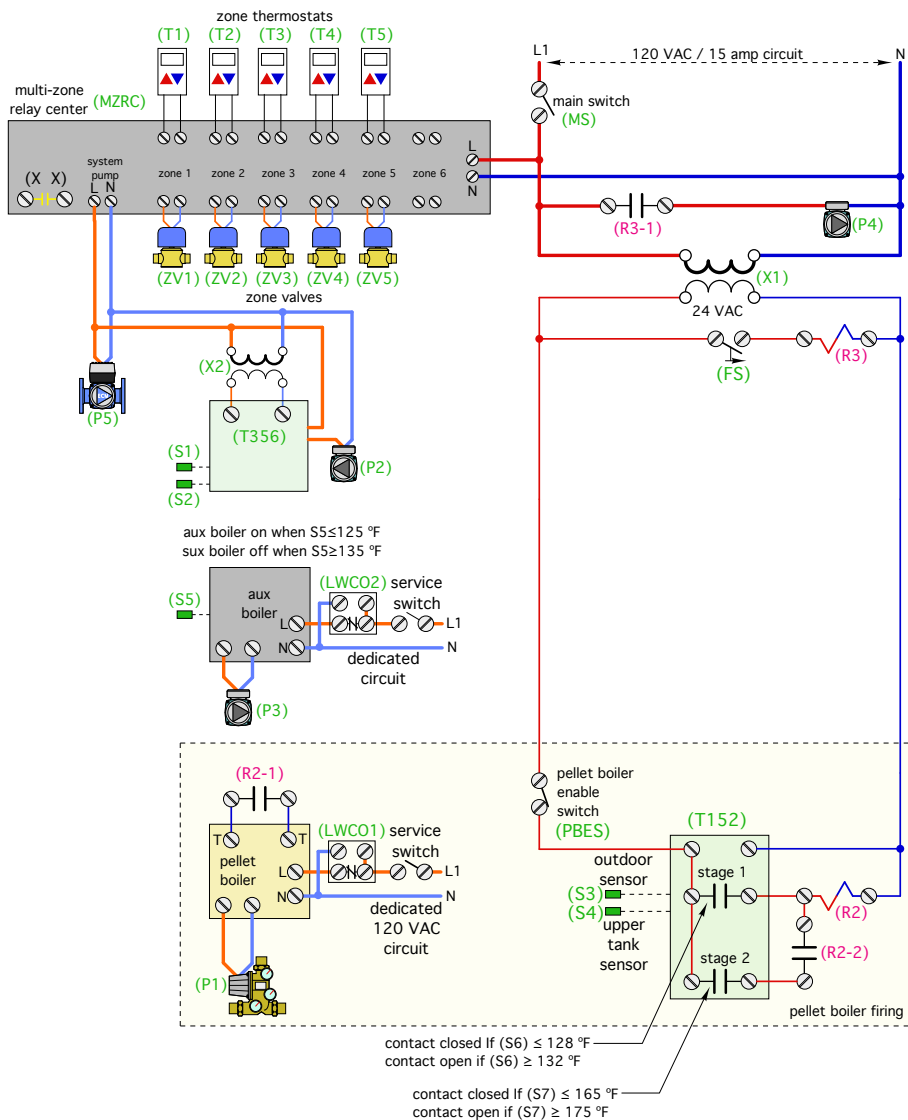 zone thermostats
(T1) (T2) (T3) (T4) (T5)
L1 120 VAC / 15 amp circuit N
multi-zone
relay center (MZRC)
main switch
(MS)
system
pump
L N
(X X)
zone 1 zone 2 zone 3 zone 4 zone 5 zone 6
L
N
(R3-1)
(P4)
(ZV1) (ZV2) (ZV3) (ZV4) (ZV5)
zone valves
(X1)
24 VAC
(X2)
(FS)
(R3)
ECM
(P5)
(T356)
(P2)
(S1)
(S2)
aux boiler on when S5≤125 ºF
sux boiler off when S5≥135 ºF
(S5)
aux
boiler
L
N
(LWCO2) service
switch
L1
N
dedicated
circuit
(P3)
(R2-1)
T T
pellet
boiler
L
N
(LWCO1) service
switch
L1
N
dedicated
120 VAC
circuit
(P1)
pellet boiler
enable
switch
(PBES)
(T152)
outdoor
sensor
(S3)
(S4)
upper
tank
sensor
stage 1
stage 2
(R2)
(R2-2)
pellet boiler firing
contact closed If (S6) ≤ 128 ºF
contact open if (S6) ≥ 132 ºF
contact closed If (S7) ≤ 165 ºF
contact open if (S7) ≥ 175 ºF